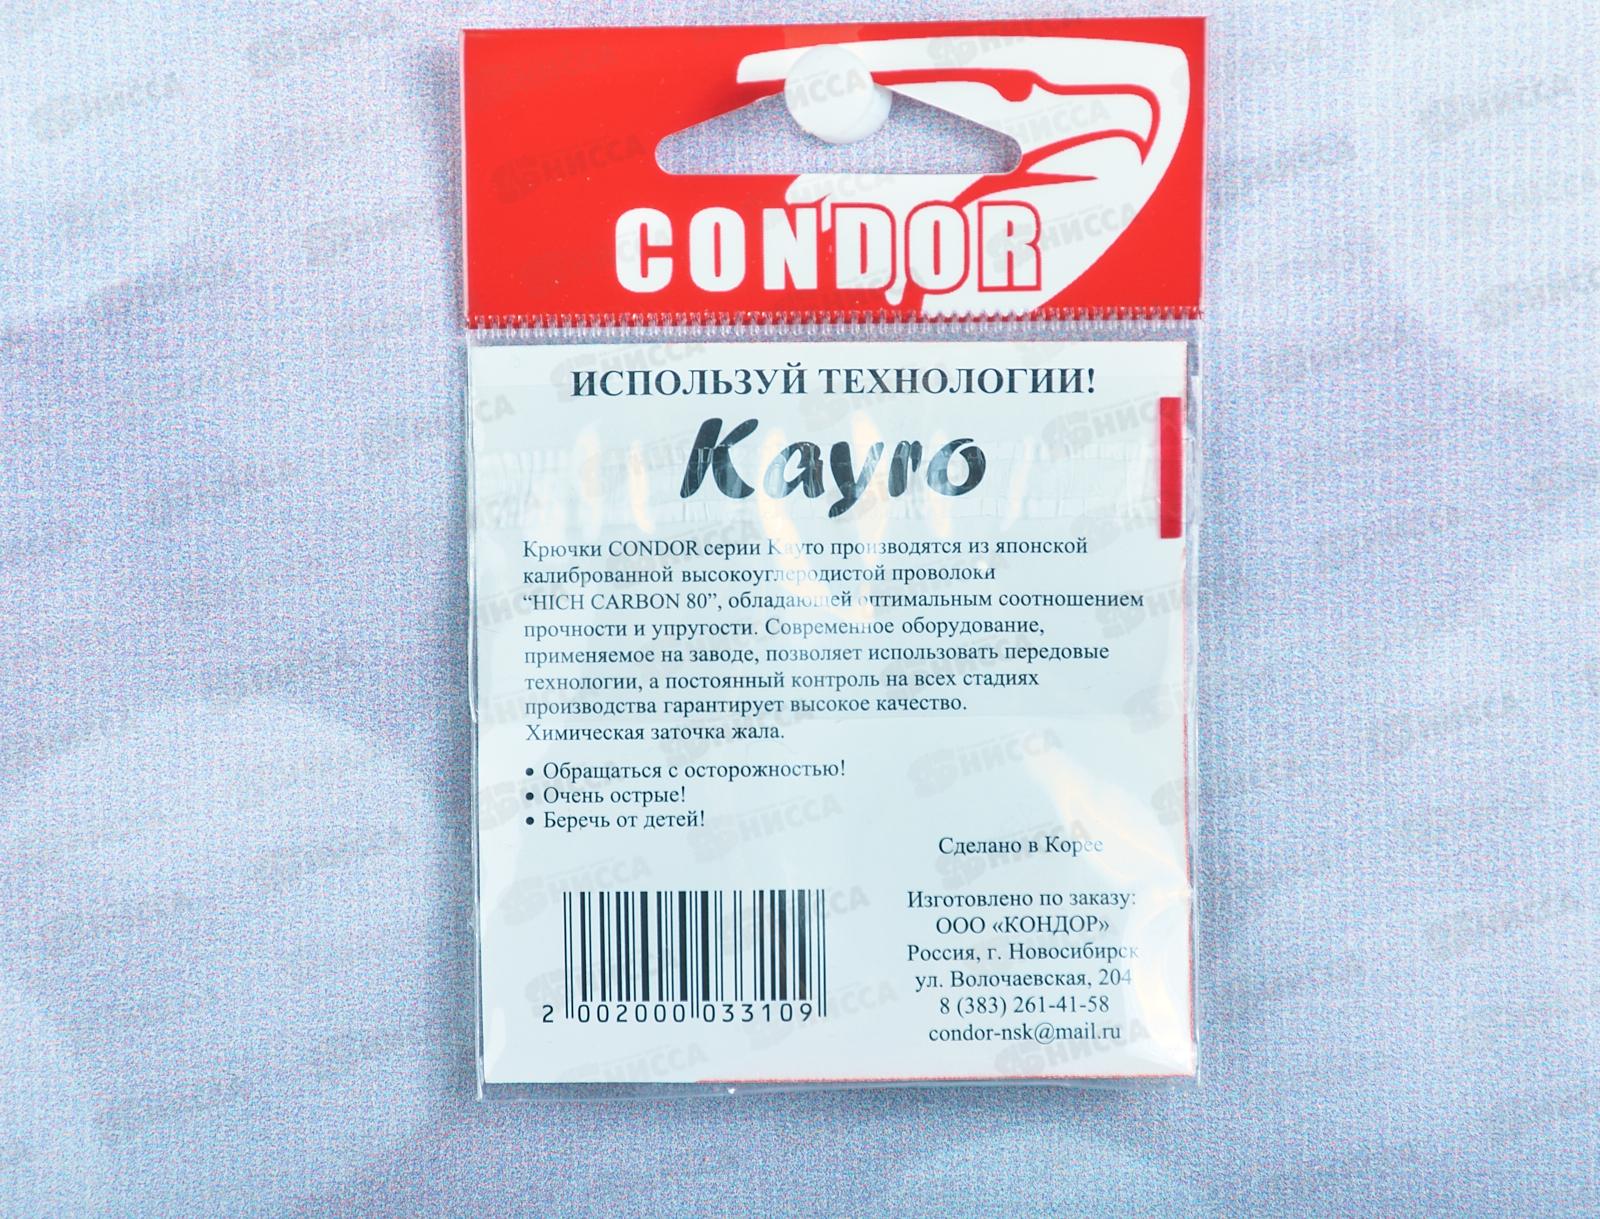 CONDOR
ИСПОЛЬЗУЙ ТЕХНОЛОГИИ!
Kayro
Крючки CONDOR серии Kayro производятся из японской
калиброванной высокоуглеродистой проволоки
“HICH CARBON 80”, обладающей оптимальным соотношением
прочности и упругости. Современное оборудование,
применяемое на заводе, позволяет использовать передовые
технологии, а постоянный контроль на всех стадиях
производства гарантирует высокое качество.
Химическая заточка жала.
• Обращаться с осторожностью!
• Очень острые!
• Беречь от детей!
Сделано в Корее
Изготовлено по заказу:
ООО «КОНДОР»
Россия, г. Новосибирск
ул. Волочаевская, 204
8 (383) 261-41-58
condor-nsk@mail.ru
2 002000 033109
НИССА